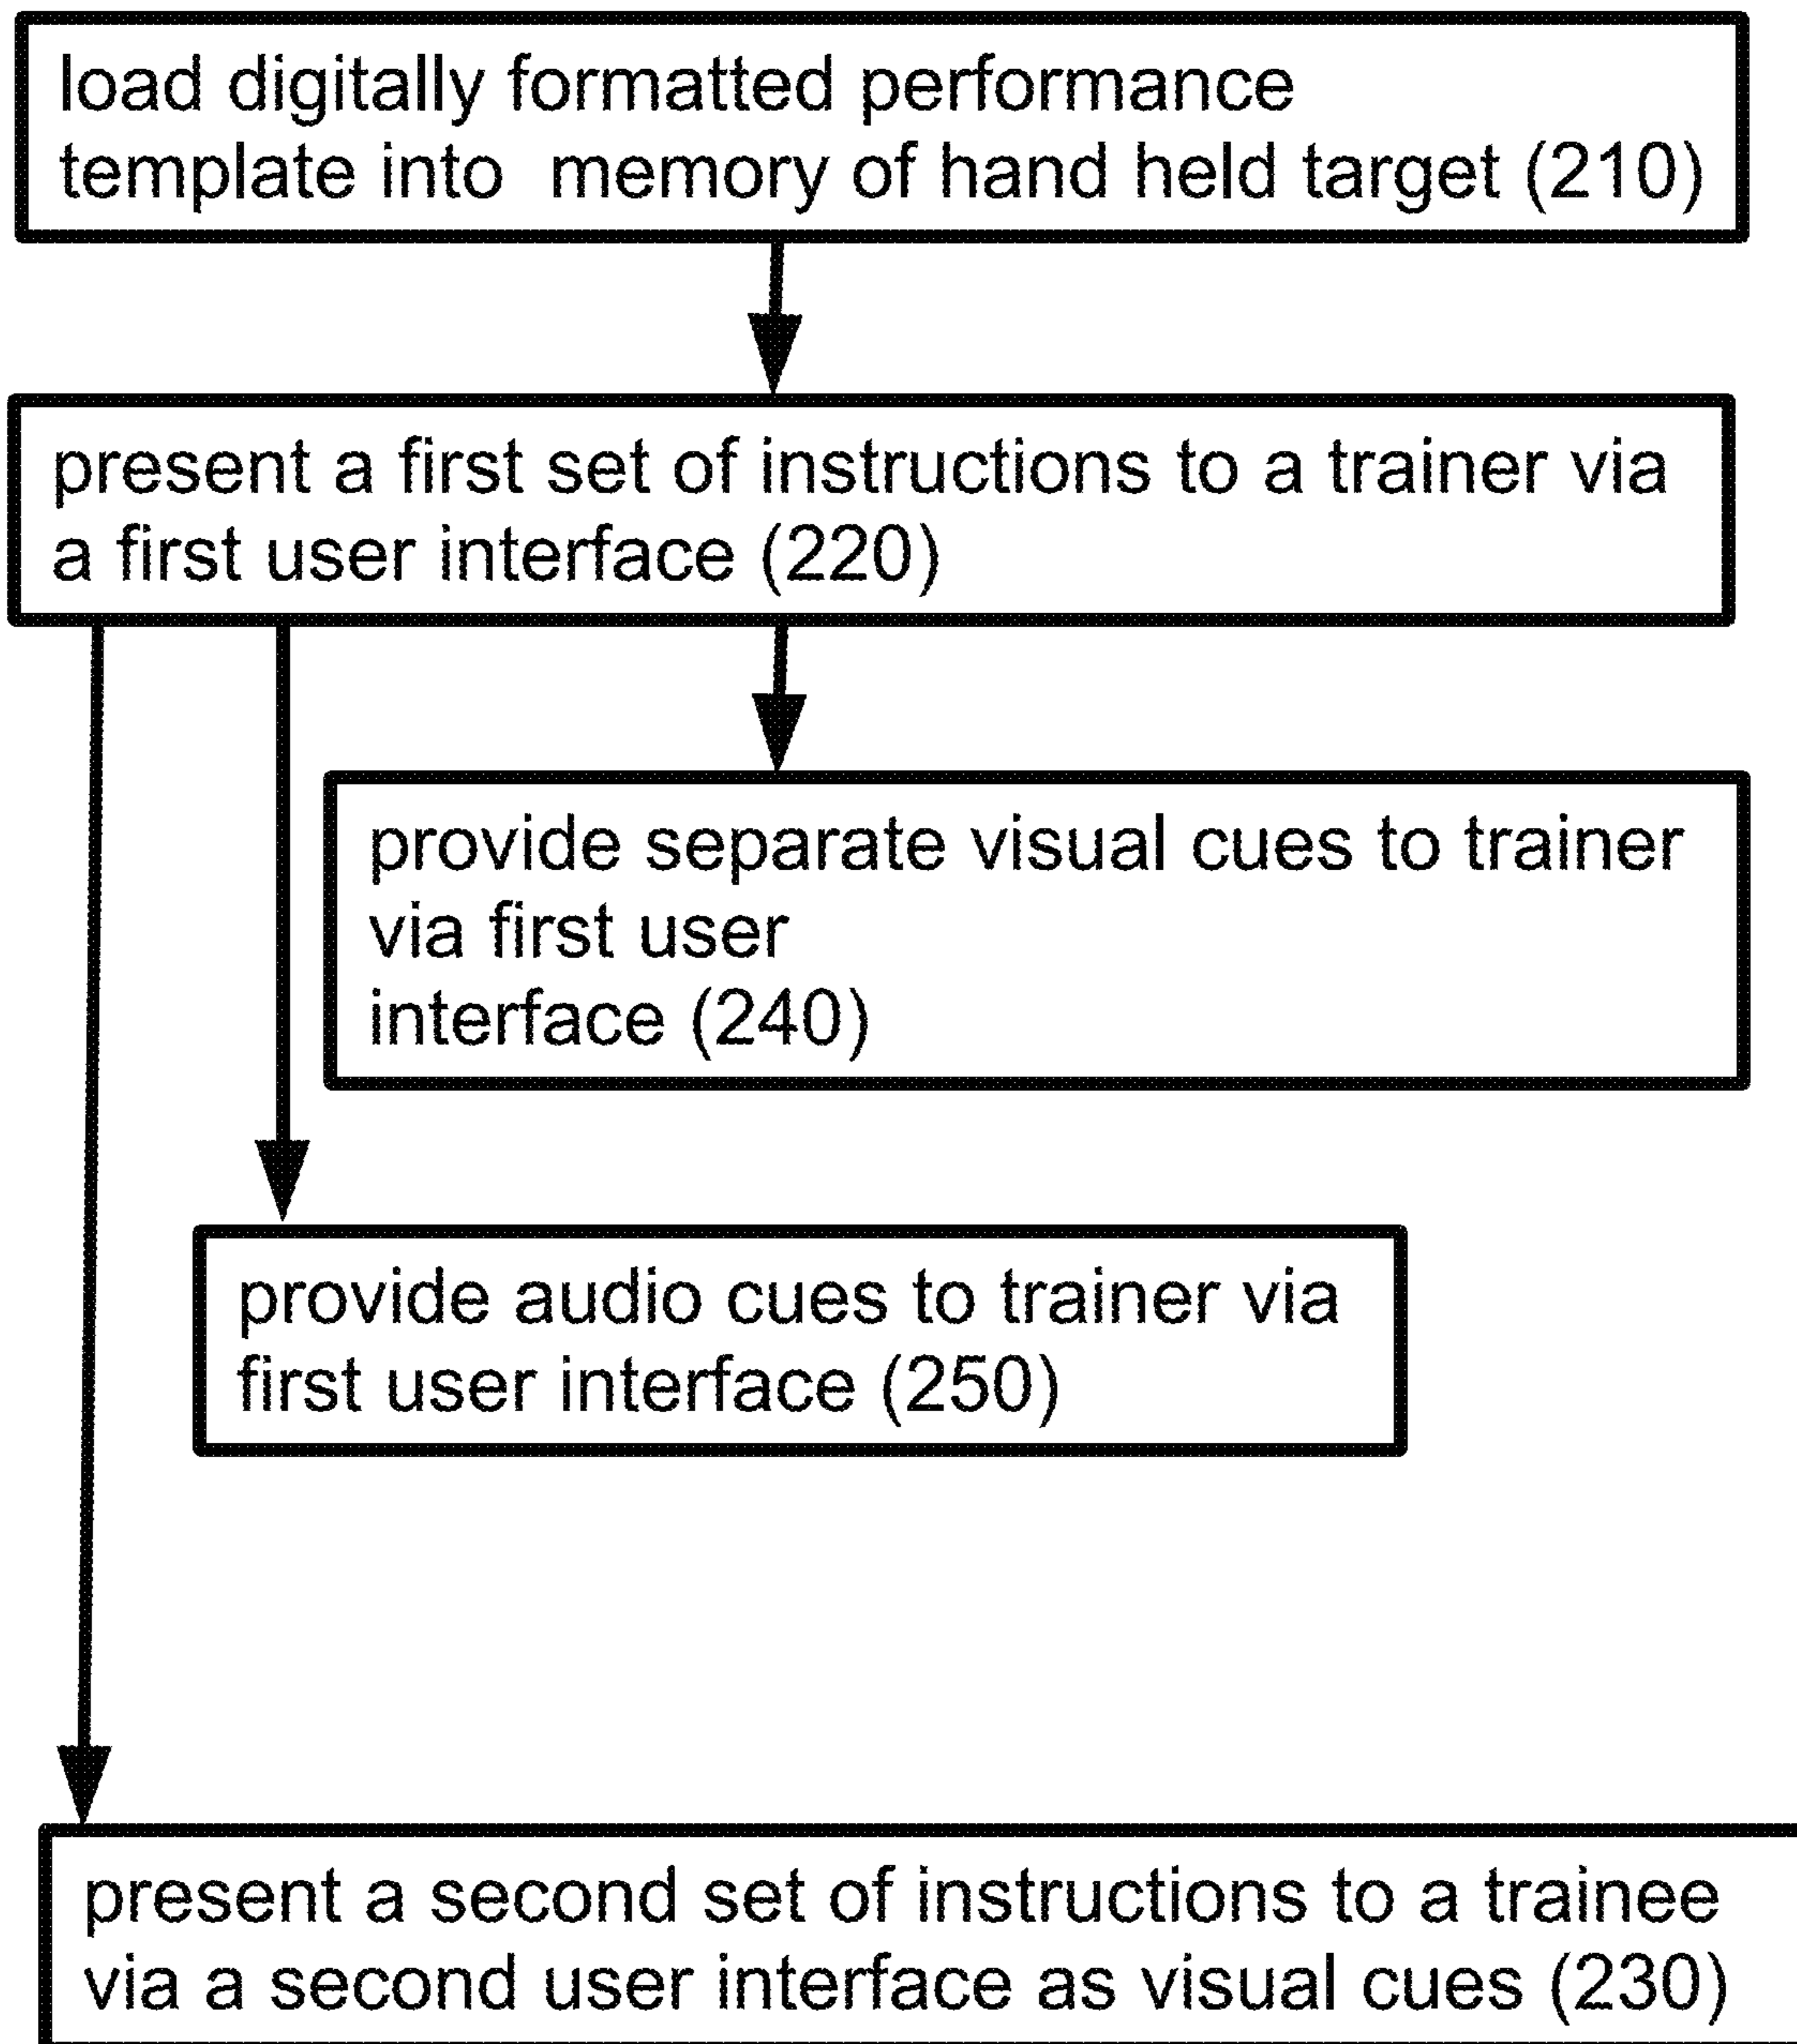 load digitally formatted performance
template into memory of hand held target (210)
present a first set of instructions to a trainer via
a first user interface (220)
provide separate visual cues to trainer
via first user
interface (240)
provide audio cues to trainer via
first user interface (250)
present a second set of instructions to a trainee
via a second user interface as visual cues (230)